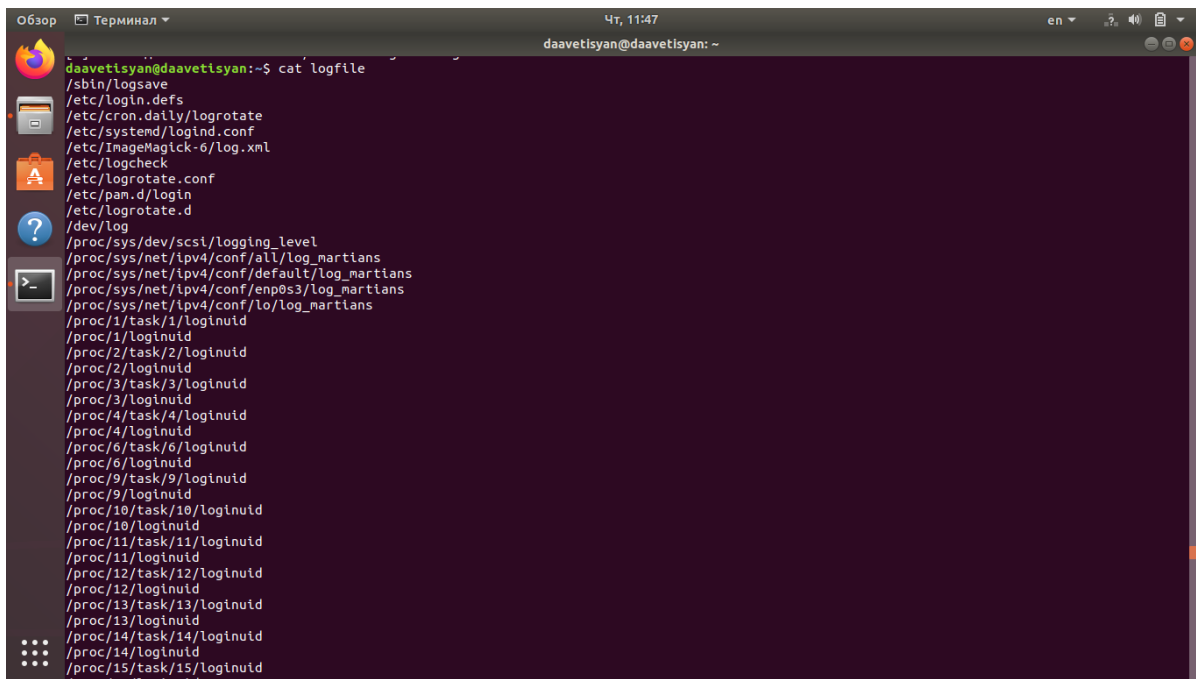 Обзор
Терминал
Чт, 11:47
en
daavetisyan@daavetisyan: ~
daavetisyan@daavetisyan:~$ cat logfile
/sbin/logsave
/etc/login.defs
/etc/cron.daily/logrotate
/etc/systemd/logind.conf
/etc/ImageMagick-6/log.xml
/etc/logcheck
/etc/logrotate.conf
/etc/pam.d/login
/etc/logrotate.d
/dev/log
/proc/sys/dev/scsi/logging_level
/proc/sys/net/ipv4/conf/all/log_martians
/proc/sys/net/ipv4/conf/default/log_martians
/proc/sys/net/ipv4/conf/enp0s3/log_martians
/proc/sys/net/ipv4/conf/lo/log_martians
/proc/1/task/1/loginuid
/proc/1/loginuid
/proc/2/task/2/loginuid
/proc/2/loginuid
/proc/3/task/3/loginuid
/proc/3/loginuid
/proc/4/task/4/loginuid
/proc/4/loginuid
/proc/6/task/6/loginuid
/proc/6/loginuid
/proc/9/task/9/loginuid
/proc/9/loginuid
/proc/10/task/10/loginuid
/proc/10/loginuid
/proc/11/task/11/loginuid
/proc/11/loginuid
/proc/12/task/12/loginuid
/proc/12/loginuid
/proc/13/task/13/loginuid
/proc/13/loginuid
/proc/14/task/14/loginuid
/proc/14/loginuid
/proc/15/task/15/loginuid